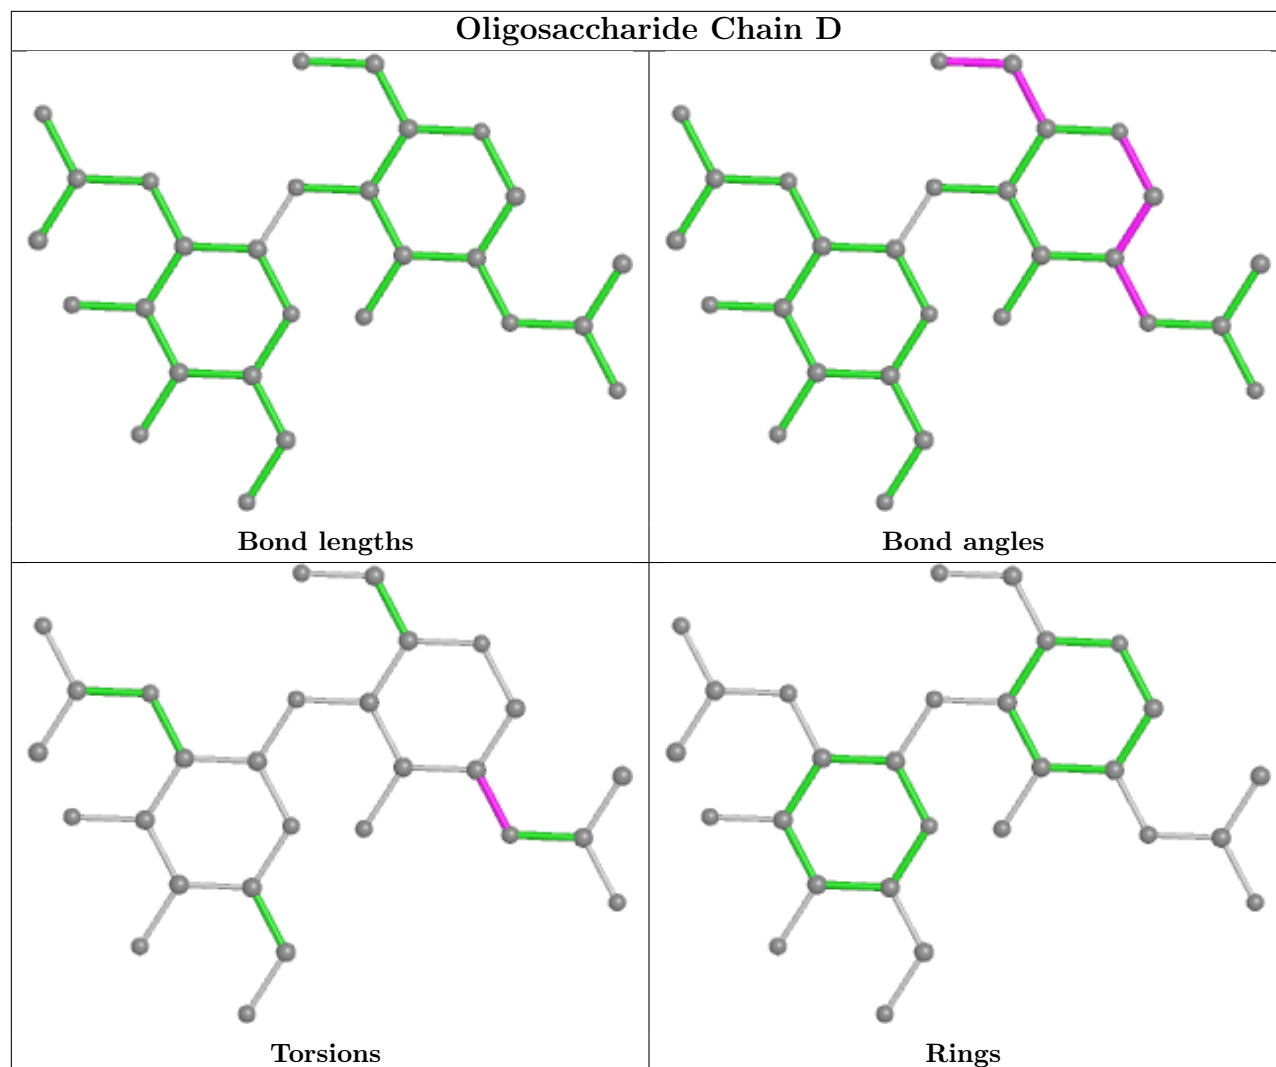 Oligosaccharide Chain D
Bond lengths
Bond angles
Torsions
Rings